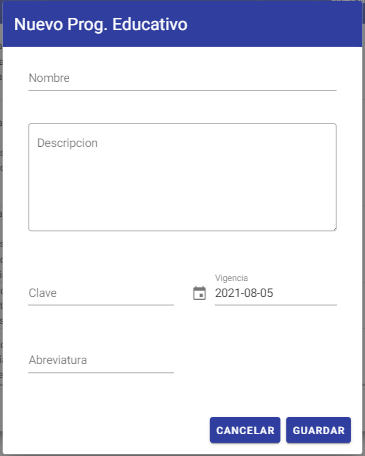 Nuevo Prog. Educativo
Nombre
Descripcion
Clave
Vigencia
2021-08-05
Abreviatura
CANCELAR
GUARDAR